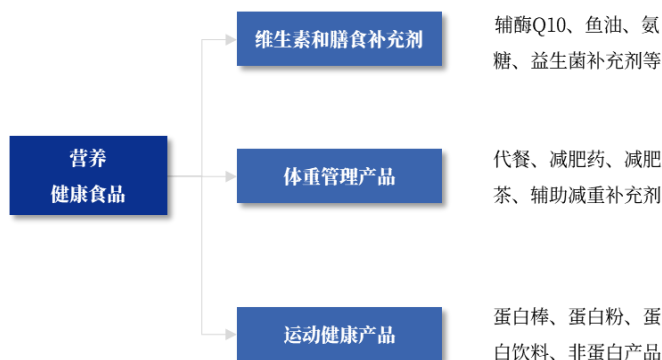 营养
健康食品
维生素和膳食补充剂
辅酶Q10、鱼油、氨
糖、益生菌补充剂等
体重管理产品
代餐、减肥药、减肥
茶、辅助减重补充剂
运动健康产品
蛋白棒、蛋白粉、蛋
白饮料、非蛋白产品